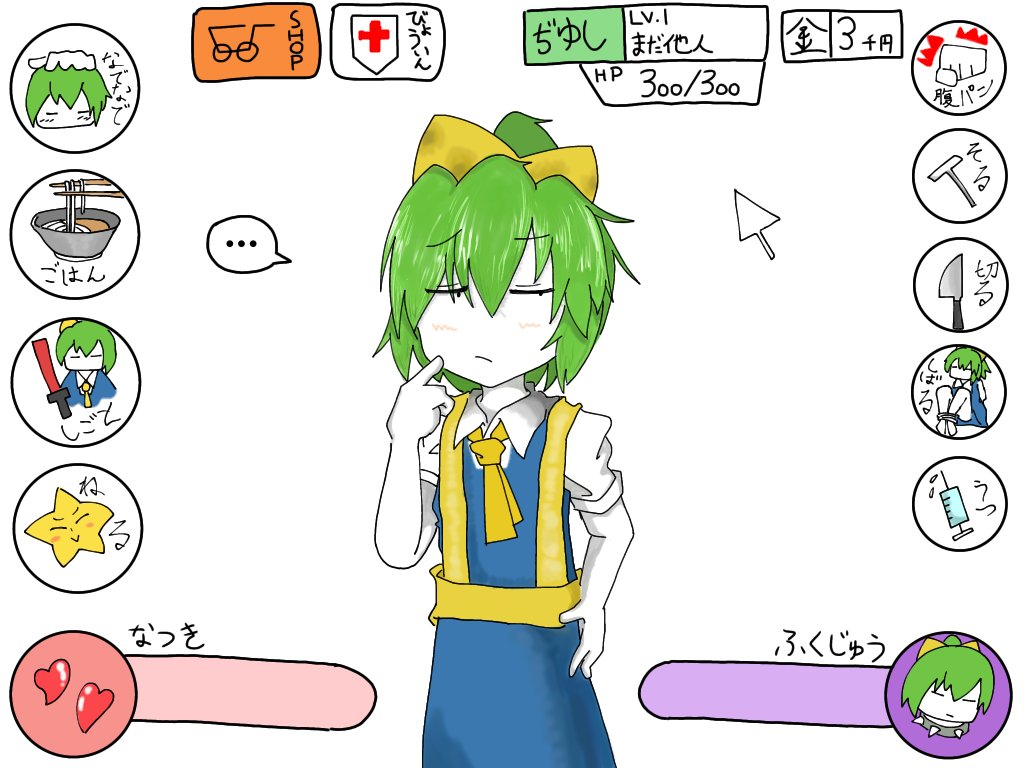 SHOP
びょういん
ぢゆし
LV.1
まだ他人
HP 300/300
金 3千円
なでなで
ごはん
しごと
ねる
...
腹パン
そる
切る
しばる
うつ
なつき
ふくじゅう